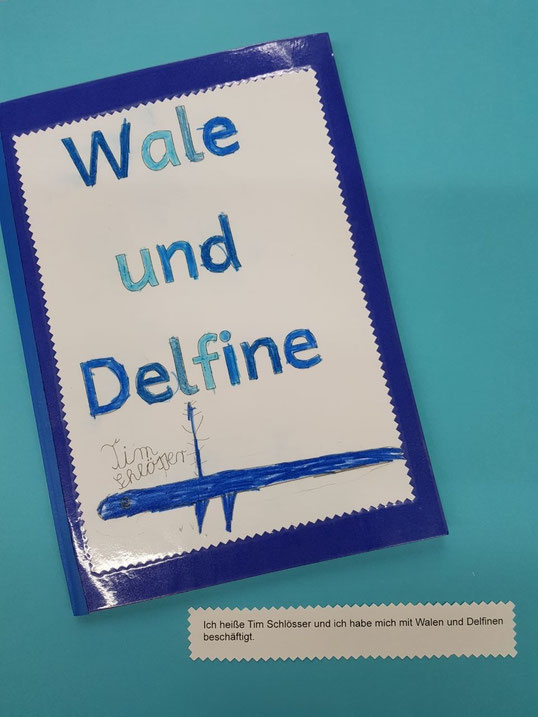 Wale
und
Delfine
Tim
Schlösser
Ich heiße Tim Schlösser und ich habe mich mit Walen und Delfinen
beschäftigt.